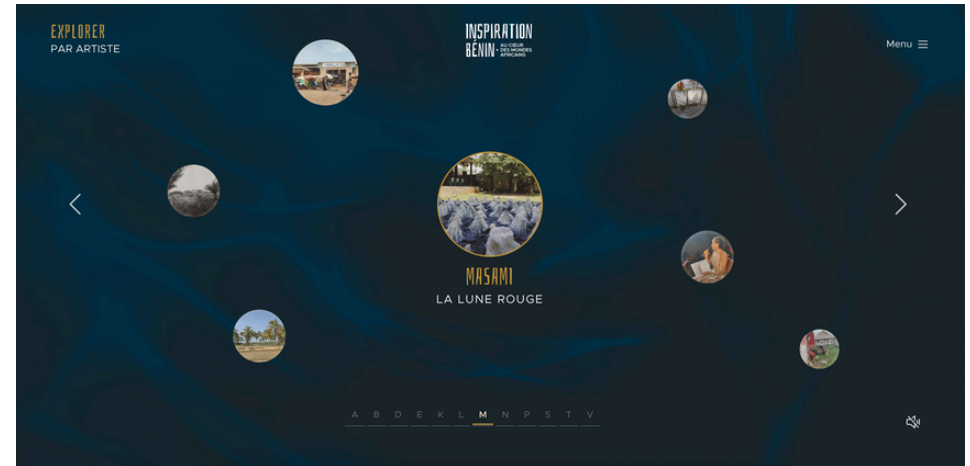 EXPLORER
PAR ARTISTE
INSPIRATION
BÉNIN • AU CŒUR
DES MONDES
AFRICAINS
Menu
MASAMI
LA LUNE ROUGE
A B D E K L M N P S T V